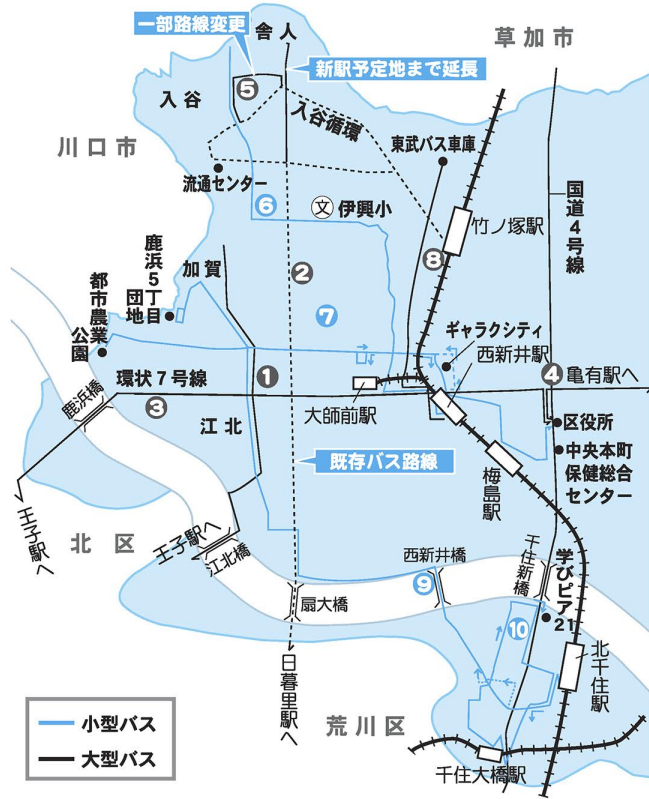 一部路線変更
舎人
草加市
新駅予定地まで延長
⑤
入谷
入谷循環
東武バス車庫
川口市
流通センター
国道4号線
⑥
文
伊興小
竹ノ塚駅
鹿浜5丁目
団地
加賀
②
⑧
都市農業
公園
⑦
ギャラクシティ
西新井駅
環状7号線
①
④
亀有駅へ
鹿浜橋
③
大師前駅
江北
区役所
中央本町
保健総合
センター
既存バス路線
梅島駅
王子駅へ
北区
王子駅へ
江北橋
西新井橋
千住新橋
学びピア
21
⑨
扇大橋
⑩
日暮里駅へ
北千住駅
荒川区
小型バス
大型バス
千住大橋駅